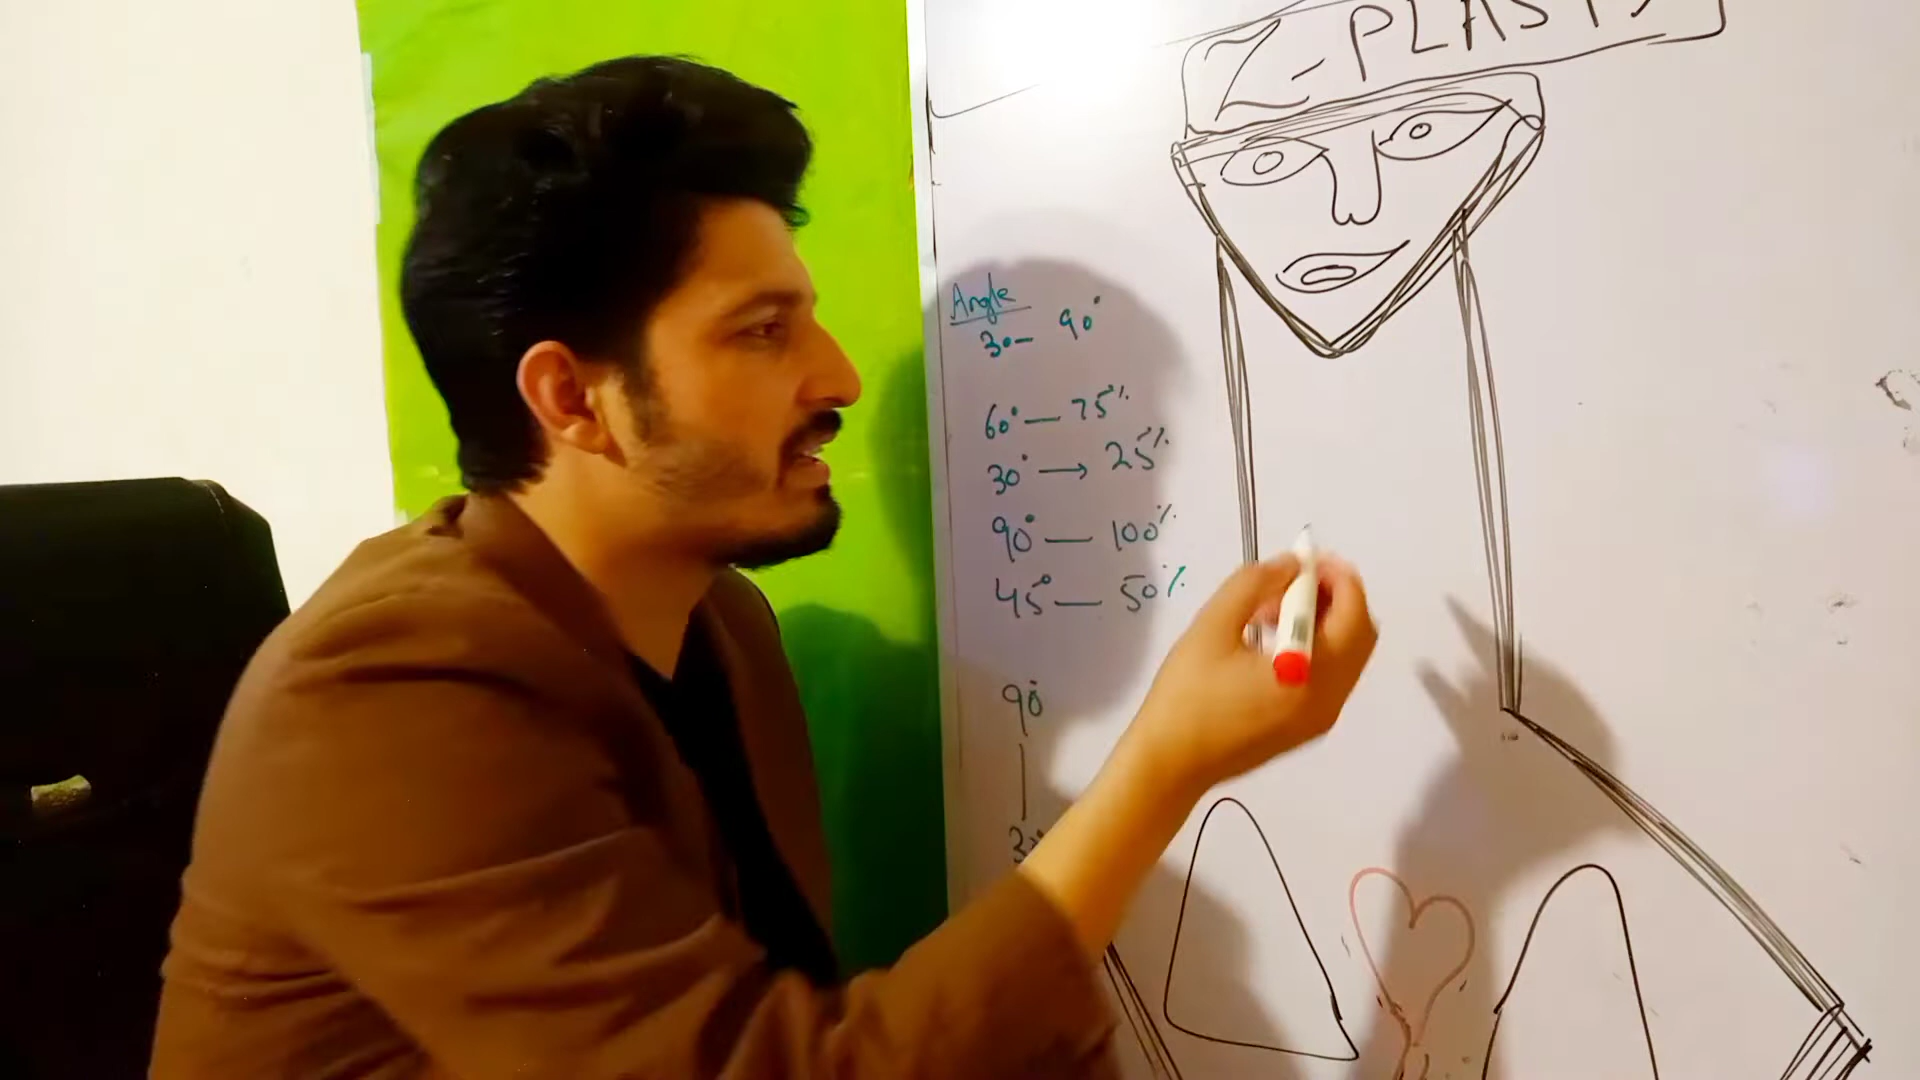 Z-PLASTY
Angle
30- 90°
60° — 75%
30° → 25%
90° — 100%
45° — 50%
90